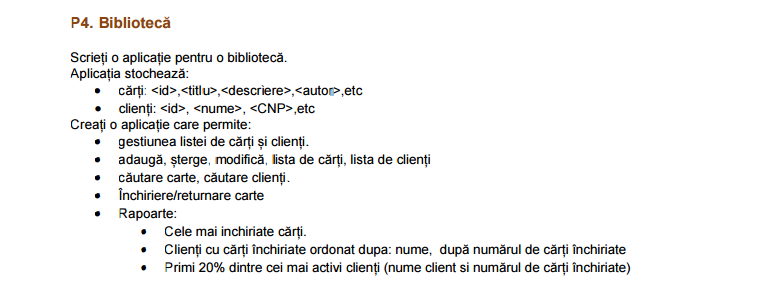 P4. Bibliotecă
Scrieți o aplicație pentru o bibliotecă.
Aplicația stochează:
• cărți: <id>,<titlu>,<descriere>,<autor>,etc
• clienți: <id>, <nume>, <CNP>,etc
Creați o aplicație care permite:
• gestiunea listei de cărți și clienți.
• adaugă, șterge, modifică, lista de cărți, lista de clienți
• căutare carte, căutare clienți.
• Închiriere/returnare carte
• Rapoarte:
• Cele mai inchiriate cărți.
• Clienți cu cărți închiriate ordonat dupa: nume, după numărul de cărți închiriate
• Primi 20% dintre cei mai activi clienți (nume client si numărul de cărți închiriate)